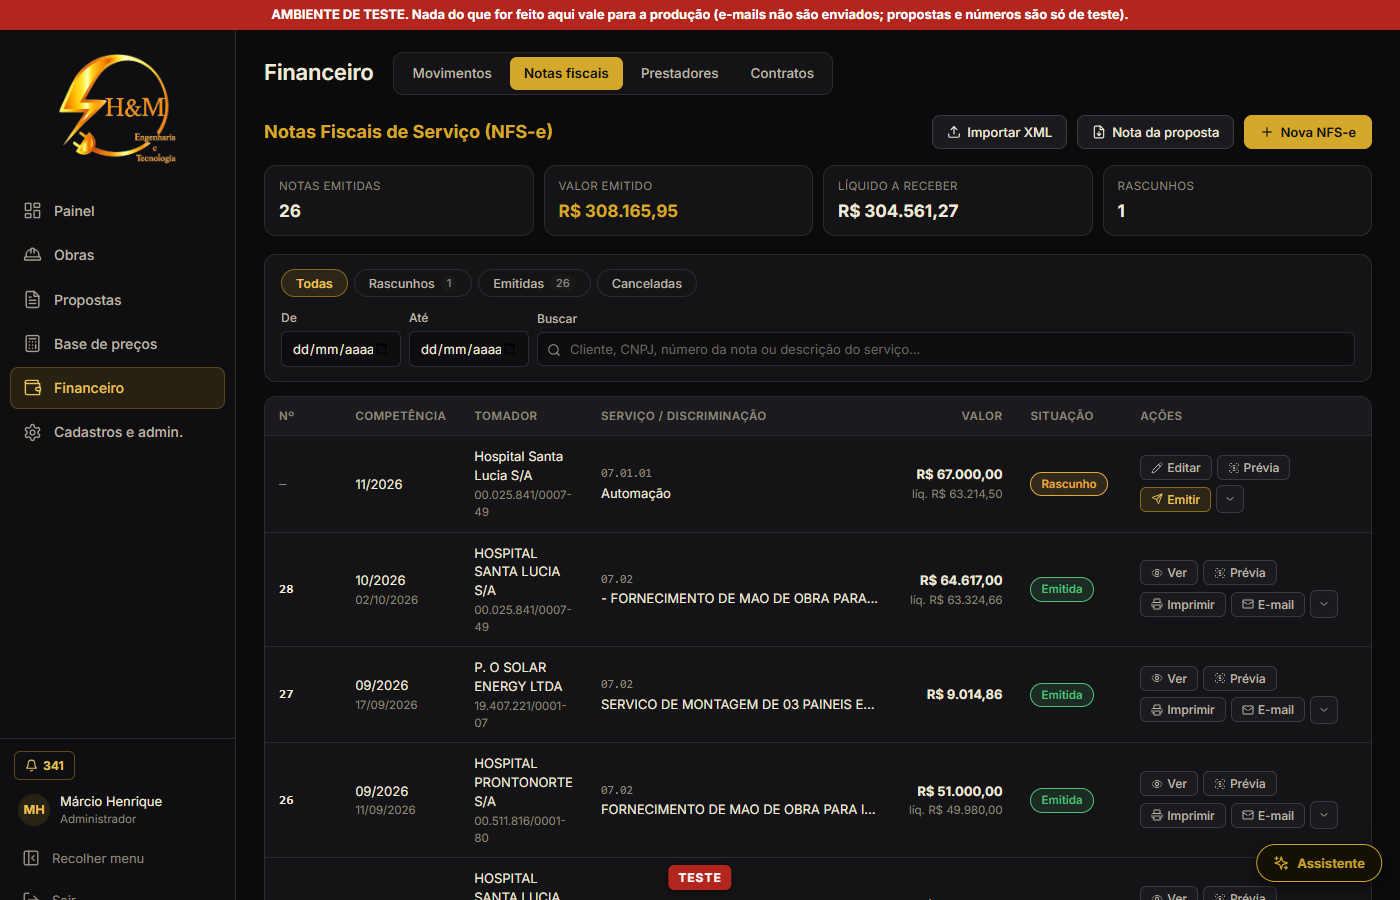 AMBIENTE DE TESTE. Nada do que for feito aqui vale para a produção (e-mails não são enviados; propostas e números são só de teste).
H&M
Engenharia
e
Tecnologia
Painel
Obras
Propostas
Base de preços
Financeiro
Cadastros e admin.
341
MH
Márcio Henrique
Administrador
Recolher menu
Sair
Financeiro
Movimentos
Notas fiscais
Prestadores
Contratos
Notas Fiscais de Serviço (NFS-e)
Importar XML
Nota da proposta
+ Nova NFS-e
NOTAS EMITIDAS
26
VALOR EMITIDO
R$ 308.165,95
LÍQUIDO A RECEBER
R$ 304.561,27
RASCUNHOS
1
Todas
Rascunhos 1
Emitidas 26
Canceladas
De
Até
Buscar
dd/mm/aaaa
dd/mm/aaaa
Cliente, CNPJ, número da nota ou descrição do serviço...
Nº COMPETÊNCIA TOMADOR SERVIÇO / DISCRIMINAÇÃO VALOR SITUAÇÃO AÇÕES
–
11/2026
Hospital Santa
Lucia S/A
00.025.841/0007-
49
07.01.01
Automação
R$ 67.000,00
líq. R$ 63.214,50
Rascunho
Editar
Prévia
Emitir
28
10/2026
02/10/2026
HOSPITAL
SANTA LUCIA
S/A
00.025.841/0007-
49
07.02
- FORNECIMENTO DE MAO DE OBRA PARA...
R$ 64.617,00
líq. R$ 63.324,66
Emitida
Ver
Prévia
Imprimir
E-mail
27
09/2026
17/09/2026
P. O SOLAR
ENERGY LTDA
19.407.221/0001-
07
07.02
SERVICO DE MONTAGEM DE 03 PAINEIS E...
R$ 9.014,86
Emitida
Ver
Prévia
Imprimir
E-mail
26
09/2026
11/09/2026
HOSPITAL
PRONTONORTE
S/A
00.511.816/0001-
80
07.02
FORNECIMENTO DE MAO DE OBRA PARA I...
R$ 51.000,00
líq. R$ 49.980,00
Emitida
Ver
Prévia
Imprimir
E-mail
HOSPITAL
SANTA LUCIA
Ver
Prévia
TESTE
Assistente